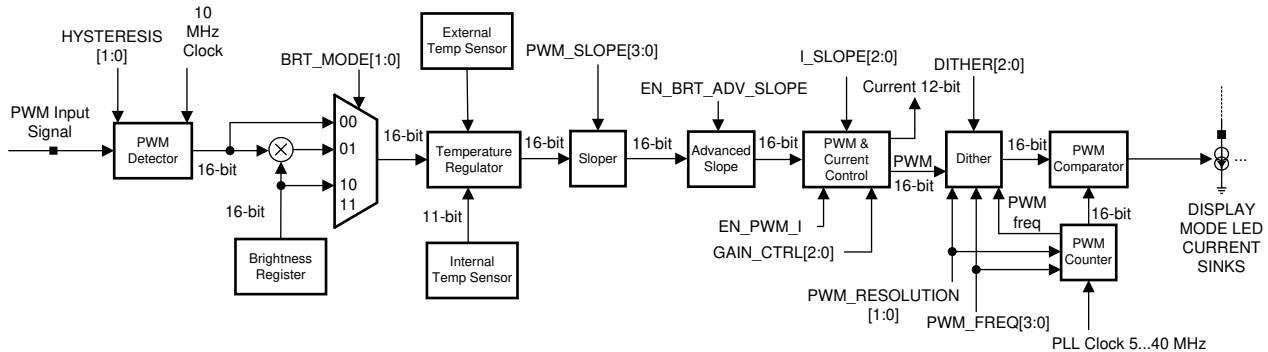 10
MHz
Clock
HYSTERESIS
[1:0]
BRT_MODE[1:0]
External
Temp Sensor
PWM_SLOPE[3:0]
I_SLOPE[2:0]
DITHER[2:0]
EN_BRT_ADV_SLOPE
Current 12-bit
PWM Input
Signal
PWM
Detector
16-bit
00
01
10
11
16-bit
Temperature
Regulator
16-bit
Sloper
16-bit
Advanced
Slope
16-bit
PWM &
Current
Control
PWM
16-bit
Dither
16-bit
PWM
Comparator
...
16-bit
Brightness
Register
11-bit
Internal
Temp Sensor
EN_PWM_I
GAIN_CTRL[2:0]
PWM
freq
16-bit
PWM
Counter
DISPLAY
MODE LED
CURRENT
SINKS
PWM_RESOLUTION
[1:0]
PWM_FREQ[3:0]
PLL Clock 5...40 MHz